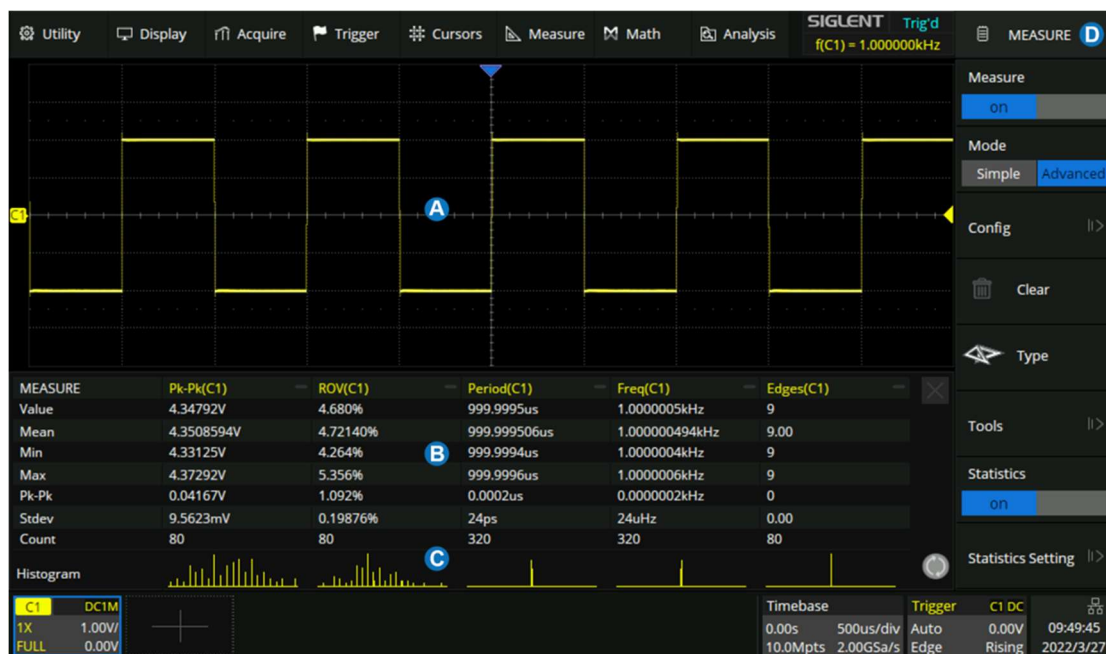 Utility Display Acquire Trigger Cursors Measure Math Analysis
SIGLENT Trig'd
f(C1) = 1.000000kHz
MEASURE D
Measure
on
Mode
Simple Advanced
Config
Clear
Type
Tools
Statistics
on
Statistics Setting
C1
A
MEASURE Pk-Pk(C1) ROV(C1) Period(C1) Freq(C1) Edges(C1)
Value 4.34792V 4.680% 999.9995us 1.0000005kHz 9
Mean 4.3508594V 4.72140% 999.999506us 1.000000494kHz 9.00
Min 4.33125V 4.264% B 999.9994us 1.0000004kHz 9
Max 4.37292V 5.356% 999.9996us 1.0000006kHz 9
Pk-Pk 0.04167V 1.092% 0.0002us 0.0000002kHz 0
Stdev 9.5623mV 0.19876% 24ps 24uHz 0.00
Count 80 80 320 320 80
C
Histogram
C1 DC1M
1X 1.00V/
FULL 0.00V
Timebase
0.00s 500us/div
10.0Mpts 2.00GSa/s
Trigger C1 DC
Auto 0.00V
Edge Rising
09:49:45
2022/3/27